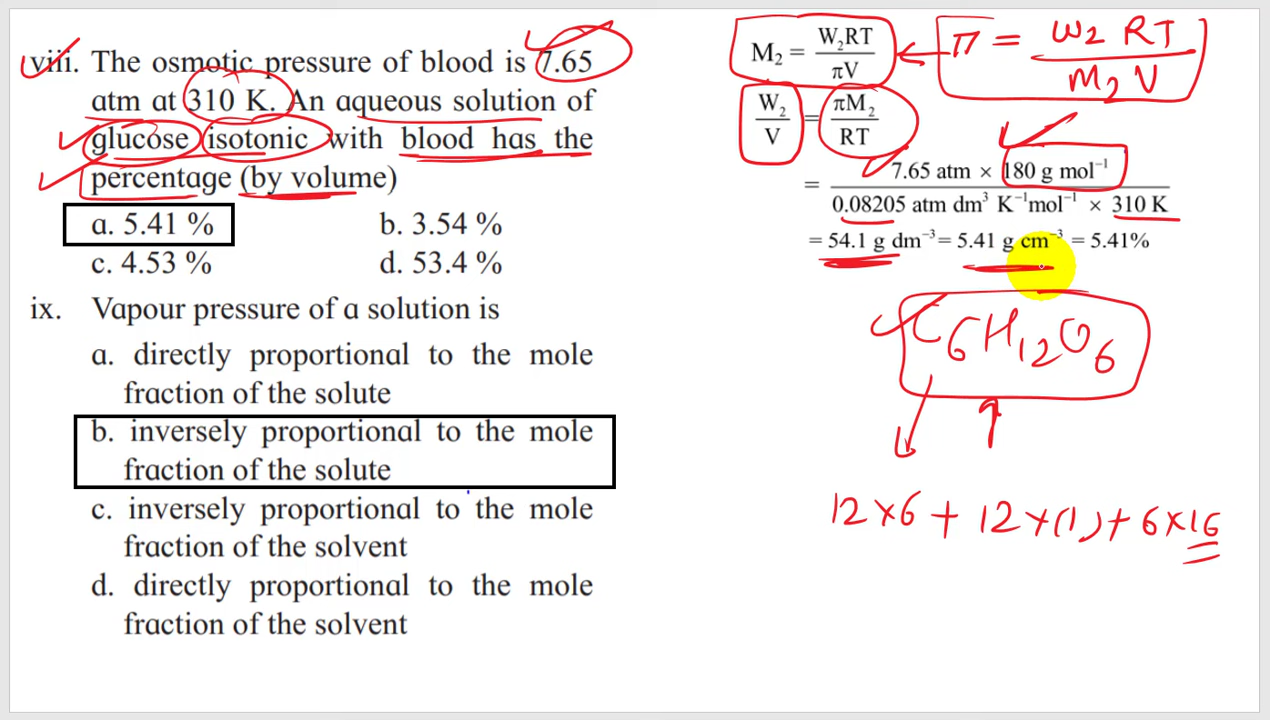 viii. The osmotic pressure of blood is 7.65
atm at 310 K. An aqueous solution of
glucose isotonic with blood has the
percentage (by volume)
a. 5.41 %
b. 3.54 %
c. 4.53 %
d. 53.4 %
ix. Vapour pressure of a solution is
a. directly proportional to the mole
fraction of the solute
b. inversely proportional to the mole
fraction of the solute
c. inversely proportional to the mole
fraction of the solvent
d. directly proportional to the mole
fraction of the solvent
M₂ = W₂RT / πV
π = W₂ RT / M₂ V
W₂ / V = πM₂ / RT
= 7.65 atm × 180 g mol⁻¹ / 0.08205 atm dm³ K⁻¹mol⁻¹ × 310 K
= 54.1 g dm⁻³ = 5.41 g cm⁻³ = 5.41%
C₆H₁₂O₆
12×6 + 12×(1) + 6×16